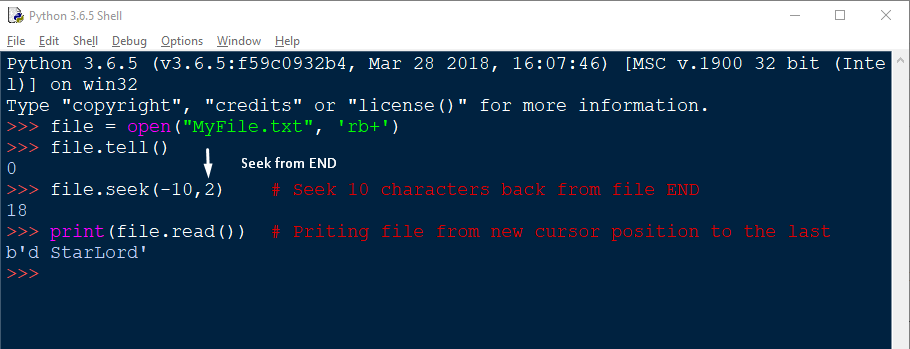 Python 3.6.5 Shell
File Edit Shell Debug Options Window Help
Python 3.6.5 (v3.6.5:f59c0932b4, Mar 28 2018, 16:07:46) [MSC v.1900 32 bit (Inte
l)] on win32
Type "copyright", "credits" or "license()" for more information.
>>> file = open("MyFile.txt", 'rb+')
>>> file.tell()
Seek from END
0
>>> file.seek(-10,2) # Seek 10 characters back from file END
18
>>> print(file.read()) # Priting file from new cursor position to the last
b'd StarLord'
>>>